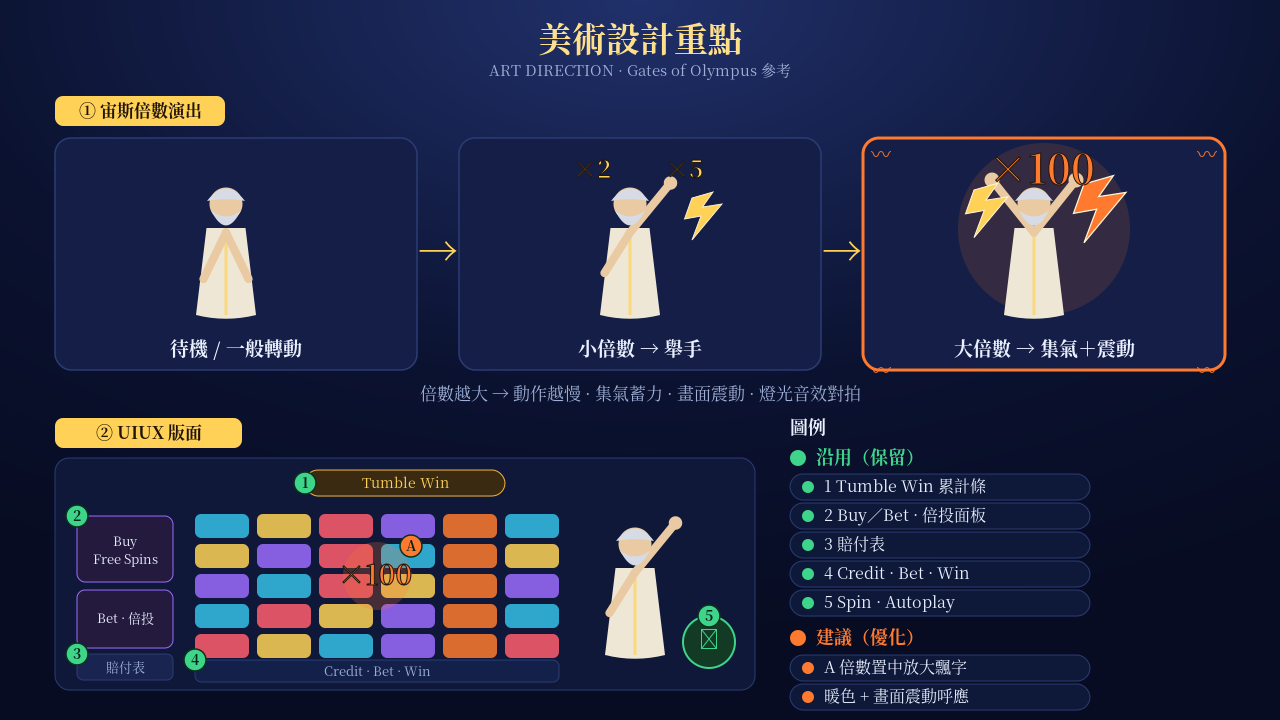 美術設計重點
ART DIRECTION · Gates of Olympus 參考
① 宙斯倍數演出
×2
×5
×100
待機 / 一般轉動
小倍數 → 舉手
大倍數 → 集氣＋震動
倍數越大 → 動作越慢 · 集氣蓄力 · 畫面震動 · 燈光音效對拍
② UIUX 版面
1
Tumble Win
2
Buy
Free Spins
Bet · 倍投
3
賠付表
A
×100
4
Credit · Bet · Win
5
圖例
沿用（保留）
1 Tumble Win 累計條
2 Buy／Bet · 倍投面板
3 賠付表
4 Credit · Bet · Win
5 Spin · Autoplay
建議（優化）
A 倍數置中放大飄字
暖色 + 畫面震動呼應